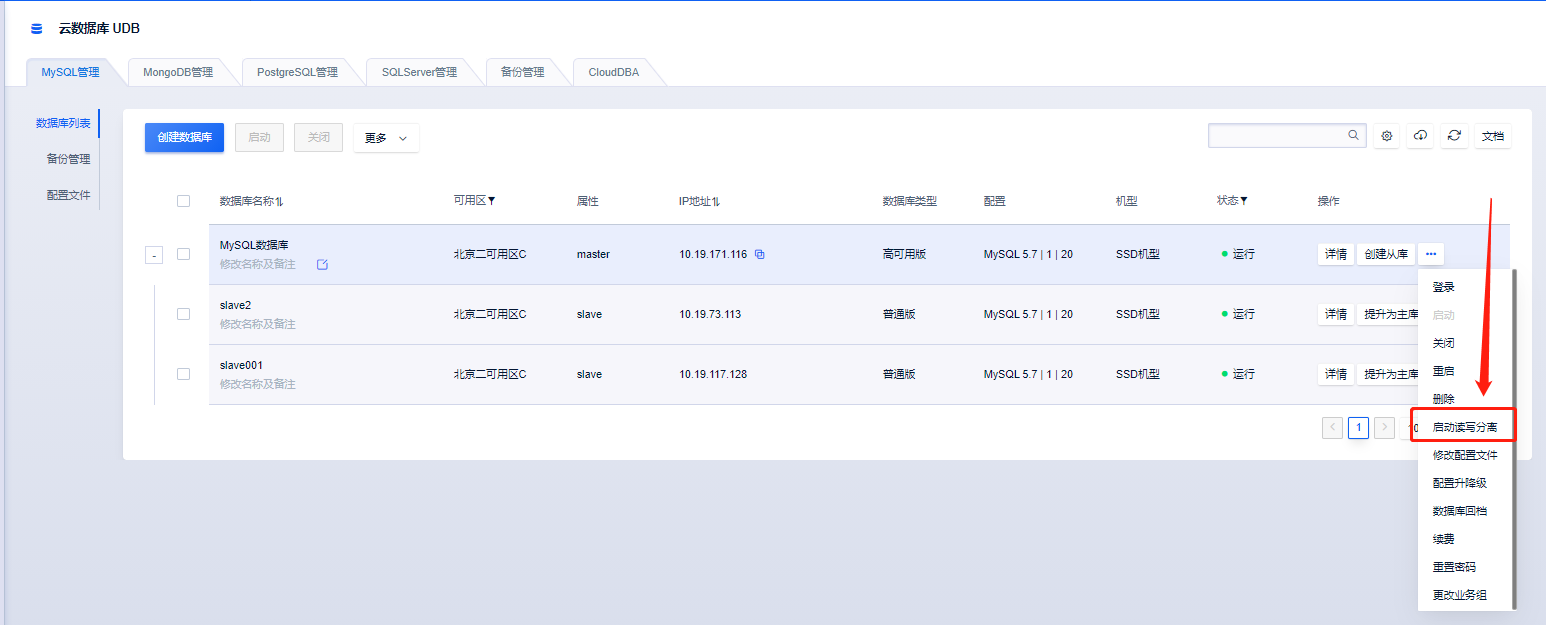 云数据库 UDB
MySQL管理 MongoDB管理 PostgreSQL管理 SQLServer管理 备份管理 CloudDBA
数据库列表
备份管理
配置文件
创建数据库 启动 关闭 更多 文档
数据库名称 可用区 属性 IP地址 数据库类型 配置 机型 状态 操作
- MySQL数据库 北京二可用区C master 10.19.171.116 高可用版 MySQL 5.7 | 1 | 20 SSD机型 运行 详情 创建从库 ...
修改名称及备注
slave2 北京二可用区C slave 10.19.73.113 普通版 MySQL 5.7 | 1 | 20 SSD机型 运行 详情 提升为主库
修改名称及备注
slave001 北京二可用区C slave 10.19.117.128 普通版 MySQL 5.7 | 1 | 20 SSD机型 运行 详情 提升为主库
修改名称及备注
< 1 >
登录
启动
关闭
重启
删除
启动读写分离
修改配置文件
配置升降级
数据库回档
续费
重置密码
更改业务组